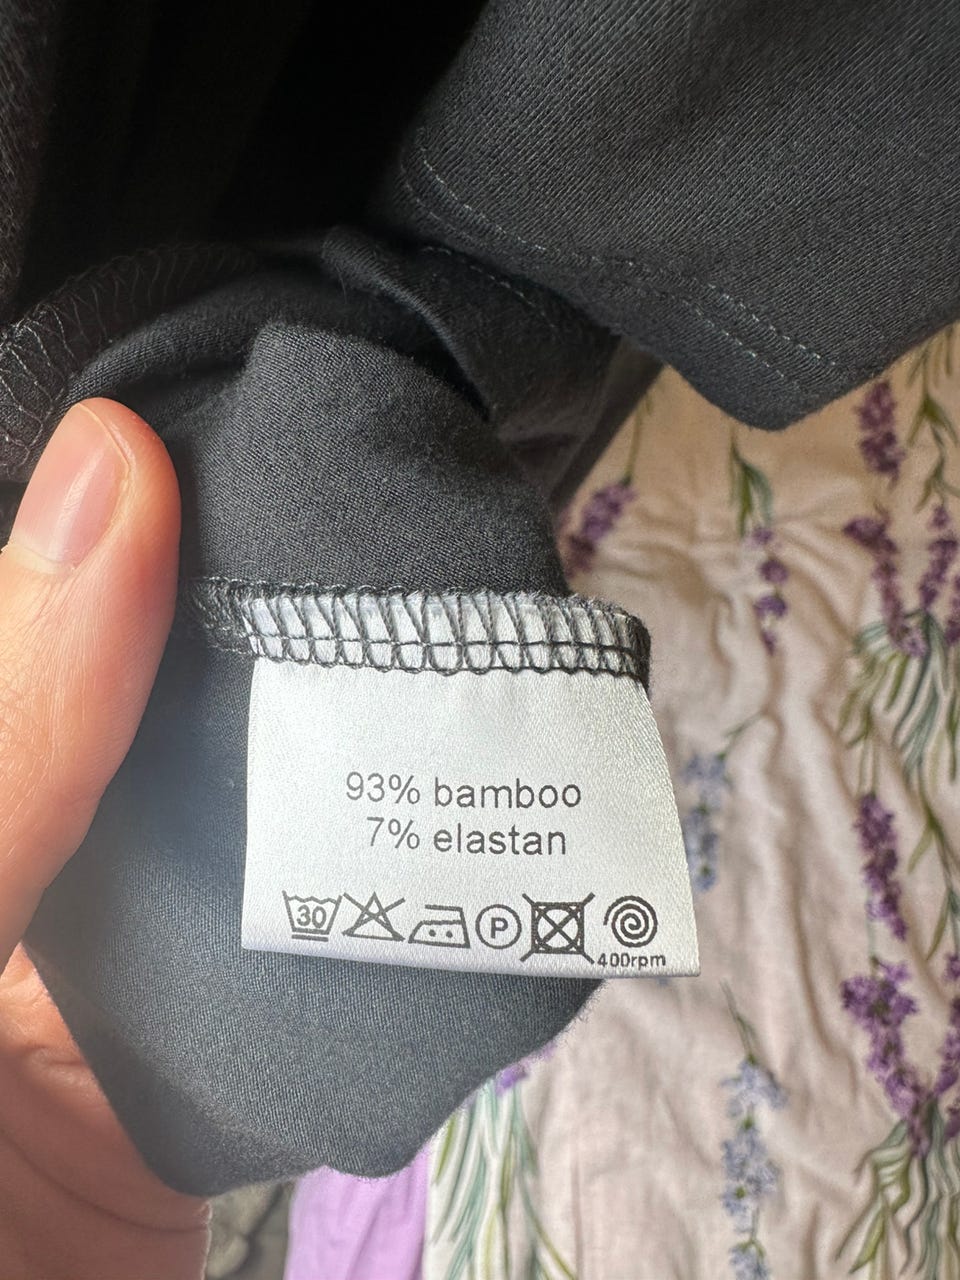 93% bamboo
7% elastan
30 P
400rpm